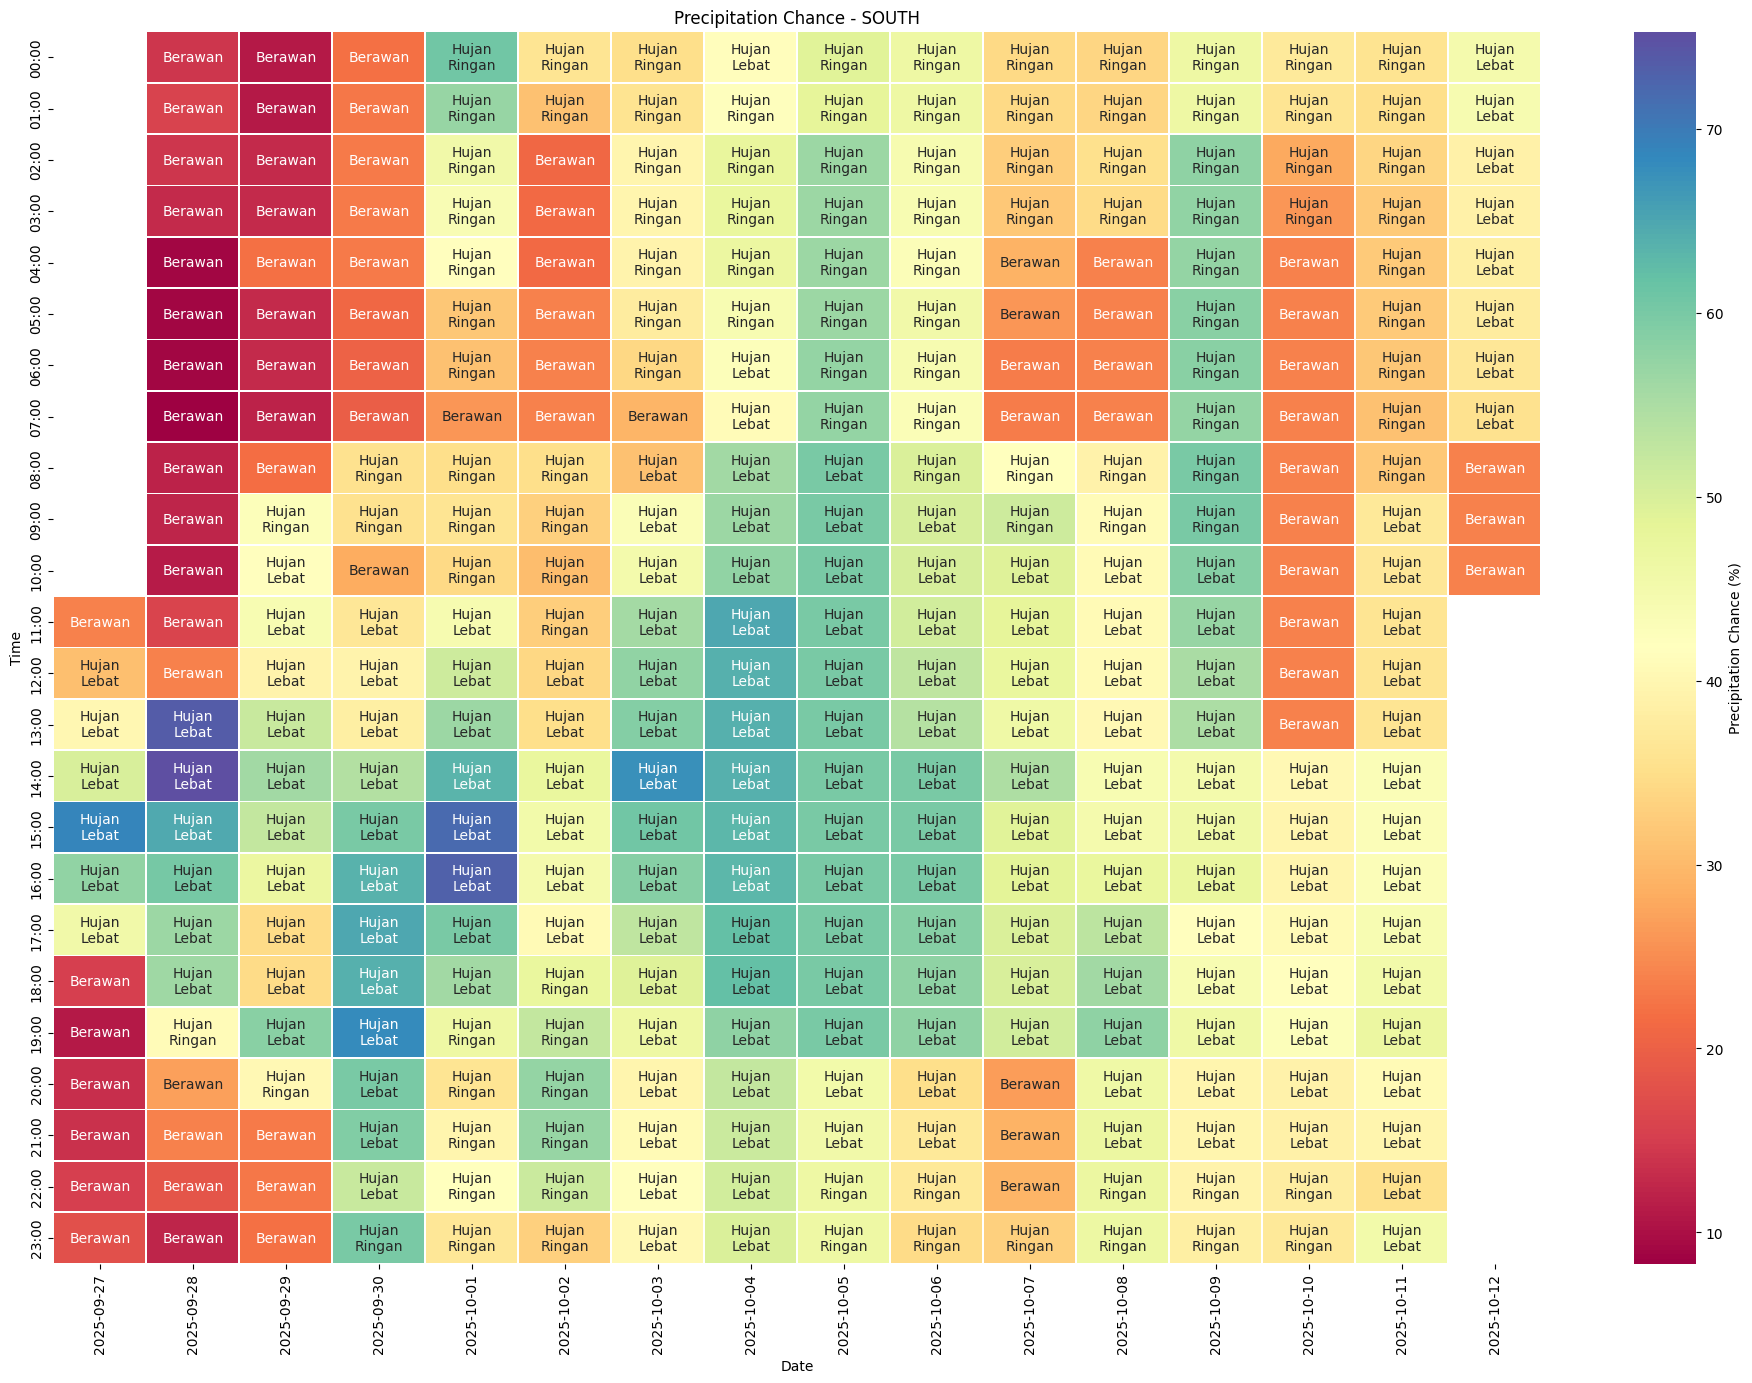 Precipitation Chance - SOUTH
00:00 Berawan Berawan Berawan Hujan Ringan Hujan Ringan Hujan Ringan Hujan Lebat Hujan Ringan Hujan Ringan Hujan Ringan Hujan Ringan Hujan Ringan Hujan Ringan Hujan Ringan Hujan Lebat
01:00 Berawan Berawan Berawan Hujan Ringan Hujan Ringan Hujan Ringan Hujan Ringan Hujan Ringan Hujan Ringan Hujan Ringan Hujan Ringan Hujan Ringan Hujan Ringan Hujan Ringan Hujan Lebat
02:00 Berawan Berawan Berawan Hujan Ringan Berawan Hujan Ringan Hujan Ringan Hujan Ringan Hujan Ringan Hujan Ringan Hujan Ringan Hujan Ringan Hujan Ringan Hujan Ringan Hujan Lebat
03:00 Berawan Berawan Berawan Hujan Ringan Berawan Hujan Ringan Hujan Ringan Hujan Ringan Hujan Ringan Hujan Ringan Hujan Ringan Hujan Ringan Hujan Ringan Hujan Ringan Hujan Lebat
04:00 Berawan Berawan Berawan Hujan Ringan Berawan Hujan Ringan Hujan Ringan Hujan Ringan Hujan Ringan Berawan Berawan Hujan Ringan Berawan Hujan Ringan Hujan Lebat
05:00 Berawan Berawan Berawan Hujan Ringan Berawan Hujan Ringan Hujan Ringan Hujan Ringan Hujan Ringan Berawan Berawan Hujan Ringan Berawan Hujan Ringan Hujan Lebat
06:00 Berawan Berawan Berawan Hujan Ringan Berawan Hujan Ringan Hujan Lebat Hujan Ringan Hujan Ringan Berawan Berawan Hujan Ringan Berawan Hujan Ringan Hujan Lebat
07:00 Berawan Berawan Berawan Berawan Berawan Berawan Hujan Lebat Hujan Ringan Hujan Ringan Berawan Berawan Hujan Ringan Berawan Hujan Ringan Hujan Lebat
08:00 Berawan Berawan Hujan Ringan Hujan Ringan Hujan Ringan Hujan Lebat Hujan Lebat Hujan Lebat Hujan Ringan Hujan Ringan Hujan Ringan Hujan Ringan Berawan Hujan Ringan Berawan
09:00 Berawan Hujan Ringan Hujan Ringan Hujan Ringan Hujan Ringan Hujan Lebat Hujan Lebat Hujan Lebat Hujan Lebat Hujan Ringan Hujan Ringan Hujan Ringan Berawan Hujan Lebat Berawan
10:00 Berawan Hujan Lebat Berawan Hujan Ringan Hujan Ringan Hujan Lebat Hujan Lebat Hujan Lebat Hujan Lebat Hujan Lebat Hujan Lebat Hujan Lebat Berawan Hujan Lebat Berawan
11:00 Berawan Berawan Hujan Lebat Hujan Lebat Hujan Lebat Hujan Ringan Hujan Lebat Hujan Lebat Hujan Lebat Hujan Lebat Hujan Lebat Hujan Lebat Hujan Lebat Berawan Hujan Lebat
12:00 Hujan Lebat Berawan Hujan Lebat Hujan Lebat Hujan Lebat Hujan Lebat Hujan Lebat Hujan Lebat Hujan Lebat Hujan Lebat Hujan Lebat Hujan Lebat Hujan Lebat Berawan Hujan Lebat
13:00 Hujan Lebat Hujan Lebat Hujan Lebat Hujan Lebat Hujan Lebat Hujan Lebat Hujan Lebat Hujan Lebat Hujan Lebat Hujan Lebat Hujan Lebat Hujan Lebat Hujan Lebat Berawan Hujan Lebat
14:00 Hujan Lebat Hujan Lebat Hujan Lebat Hujan Lebat Hujan Lebat Hujan Lebat Hujan Lebat Hujan Lebat Hujan Lebat Hujan Lebat Hujan Lebat Hujan Lebat Hujan Lebat Hujan Lebat Hujan Lebat
15:00 Hujan Lebat Hujan Lebat Hujan Lebat Hujan Lebat Hujan Lebat Hujan Lebat Hujan Lebat Hujan Lebat Hujan Lebat Hujan Lebat Hujan Lebat Hujan Lebat Hujan Lebat Hujan Lebat Hujan Lebat
16:00 Hujan Lebat Hujan Lebat Hujan Lebat Hujan Lebat Hujan Lebat Hujan Lebat Hujan Lebat Hujan Lebat Hujan Lebat Hujan Lebat Hujan Lebat Hujan Lebat Hujan Lebat Hujan Lebat Hujan Lebat
17:00 Hujan Lebat Hujan Lebat Hujan Lebat Hujan Lebat Hujan Lebat Hujan Lebat Hujan Lebat Hujan Lebat Hujan Lebat Hujan Lebat Hujan Lebat Hujan Lebat Hujan Lebat Hujan Lebat Hujan Lebat
18:00 Berawan Hujan Lebat Hujan Lebat Hujan Lebat Hujan Lebat Hujan Ringan Hujan Lebat Hujan Lebat Hujan Lebat Hujan Lebat Hujan Lebat Hujan Lebat Hujan Lebat Hujan Lebat Hujan Lebat
19:00 Berawan Hujan Ringan Hujan Lebat Hujan Lebat Hujan Ringan Hujan Ringan Hujan Lebat Hujan Lebat Hujan Lebat Hujan Lebat Hujan Lebat Hujan Lebat Hujan Lebat Hujan Lebat Hujan Lebat
20:00 Berawan Berawan Hujan Ringan Hujan Lebat Hujan Ringan Hujan Ringan Hujan Lebat Hujan Lebat Hujan Lebat Hujan Lebat Berawan Hujan Lebat Hujan Lebat Hujan Lebat Hujan Lebat
21:00 Berawan Berawan Berawan Hujan Lebat Hujan Ringan Hujan Ringan Hujan Lebat Hujan Lebat Hujan Lebat Hujan Lebat Berawan Hujan Lebat Hujan Lebat Hujan Lebat Hujan Lebat
22:00 Berawan Berawan Berawan Hujan Lebat Hujan Ringan Hujan Ringan Hujan Lebat Hujan Lebat Hujan Ringan Hujan Ringan Berawan Hujan Ringan Hujan Ringan Hujan Ringan Hujan Lebat
23:00 Berawan Berawan Berawan Hujan Ringan Hujan Ringan Hujan Ringan Hujan Lebat Hujan Lebat Hujan Ringan Hujan Ringan Hujan Ringan Hujan Ringan Hujan Ringan Hujan Ringan Hujan Lebat
Time
2025-09-27 2025-09-28 2025-09-29 2025-09-30 2025-10-01 2025-10-02 2025-10-03 2025-10-04 2025-10-05 2025-10-06 2025-10-07 2025-10-08 2025-10-09 2025-10-10 2025-10-11 2025-10-12
Date
70
60
50
40
30
20
10
Precipitation Chance (%)